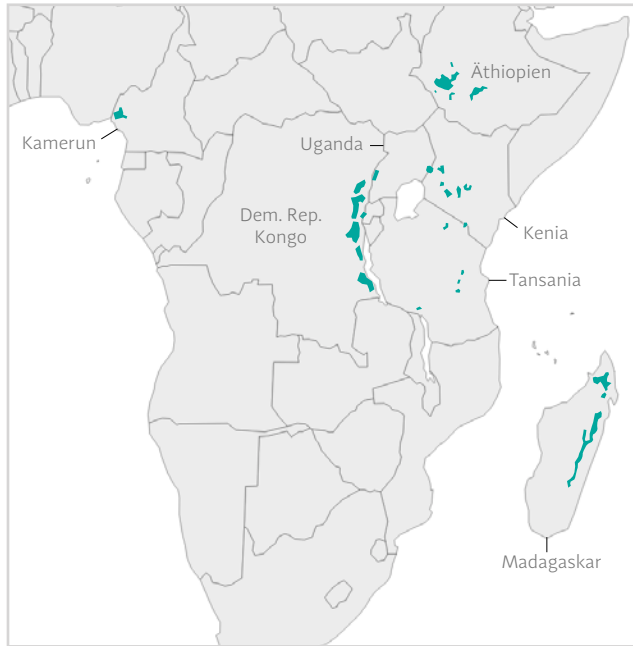 Äthiopien
Kamerun
Uganda
Dem. Rep.
Kongo
Kenia
Tansania
Madagaskar